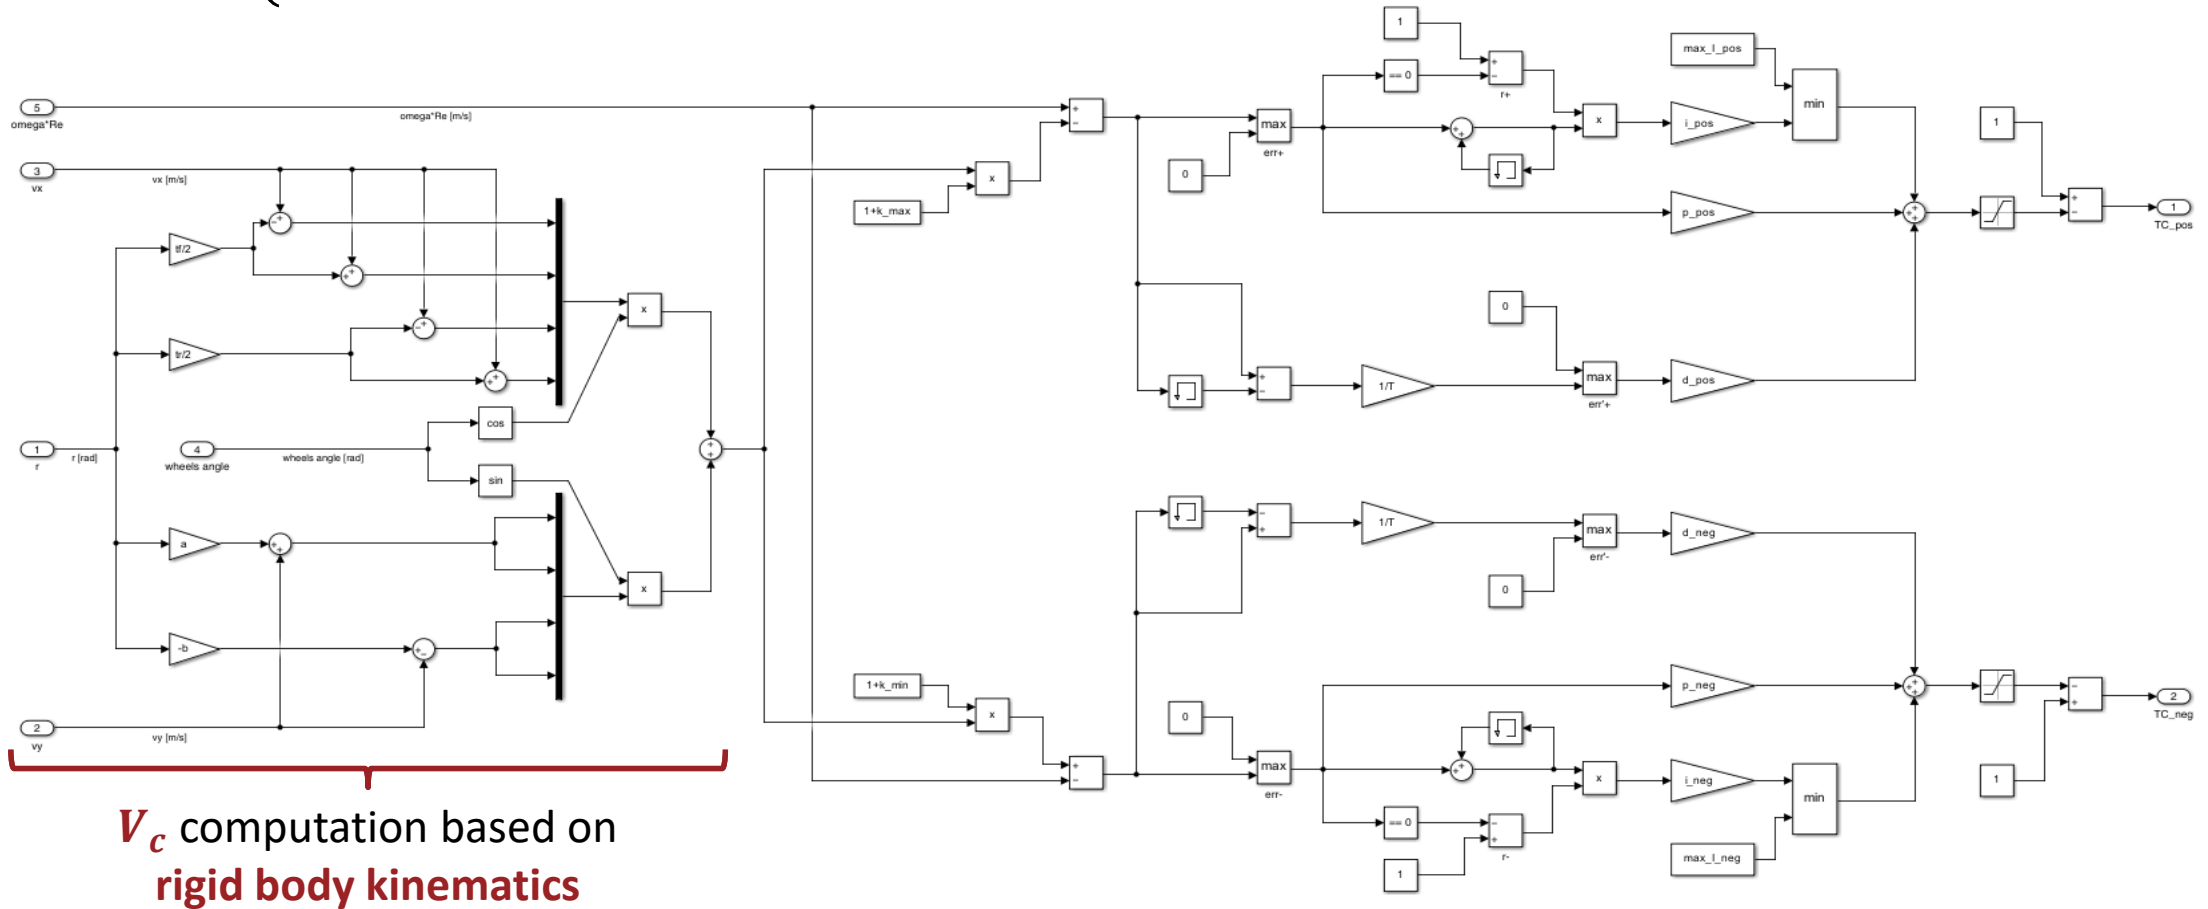 1
max_I_pos
== 0
r+
5
omega*Re
omega*Re [m/s]
max
err+
x
i_pos
min
1
3
vx
vx [m/s]
x
0
1+k_max
p_pos
1
TC_pos
tf/2
0
x
tr/2
1/T
max
err'+
d_pos
cos
1
r
r [rad]
4
wheels angle
wheels angle [rad]
sin
1/T
max
err'-
d_neg
a
0
x
-b
1+k_min
p_neg
2
TC_neg
x
0
2
vy
vy [m/s]
max
err-
x
i_neg
min
1
== 0
r-
max_I_neg
1
V_c computation based on
rigid body kinematics